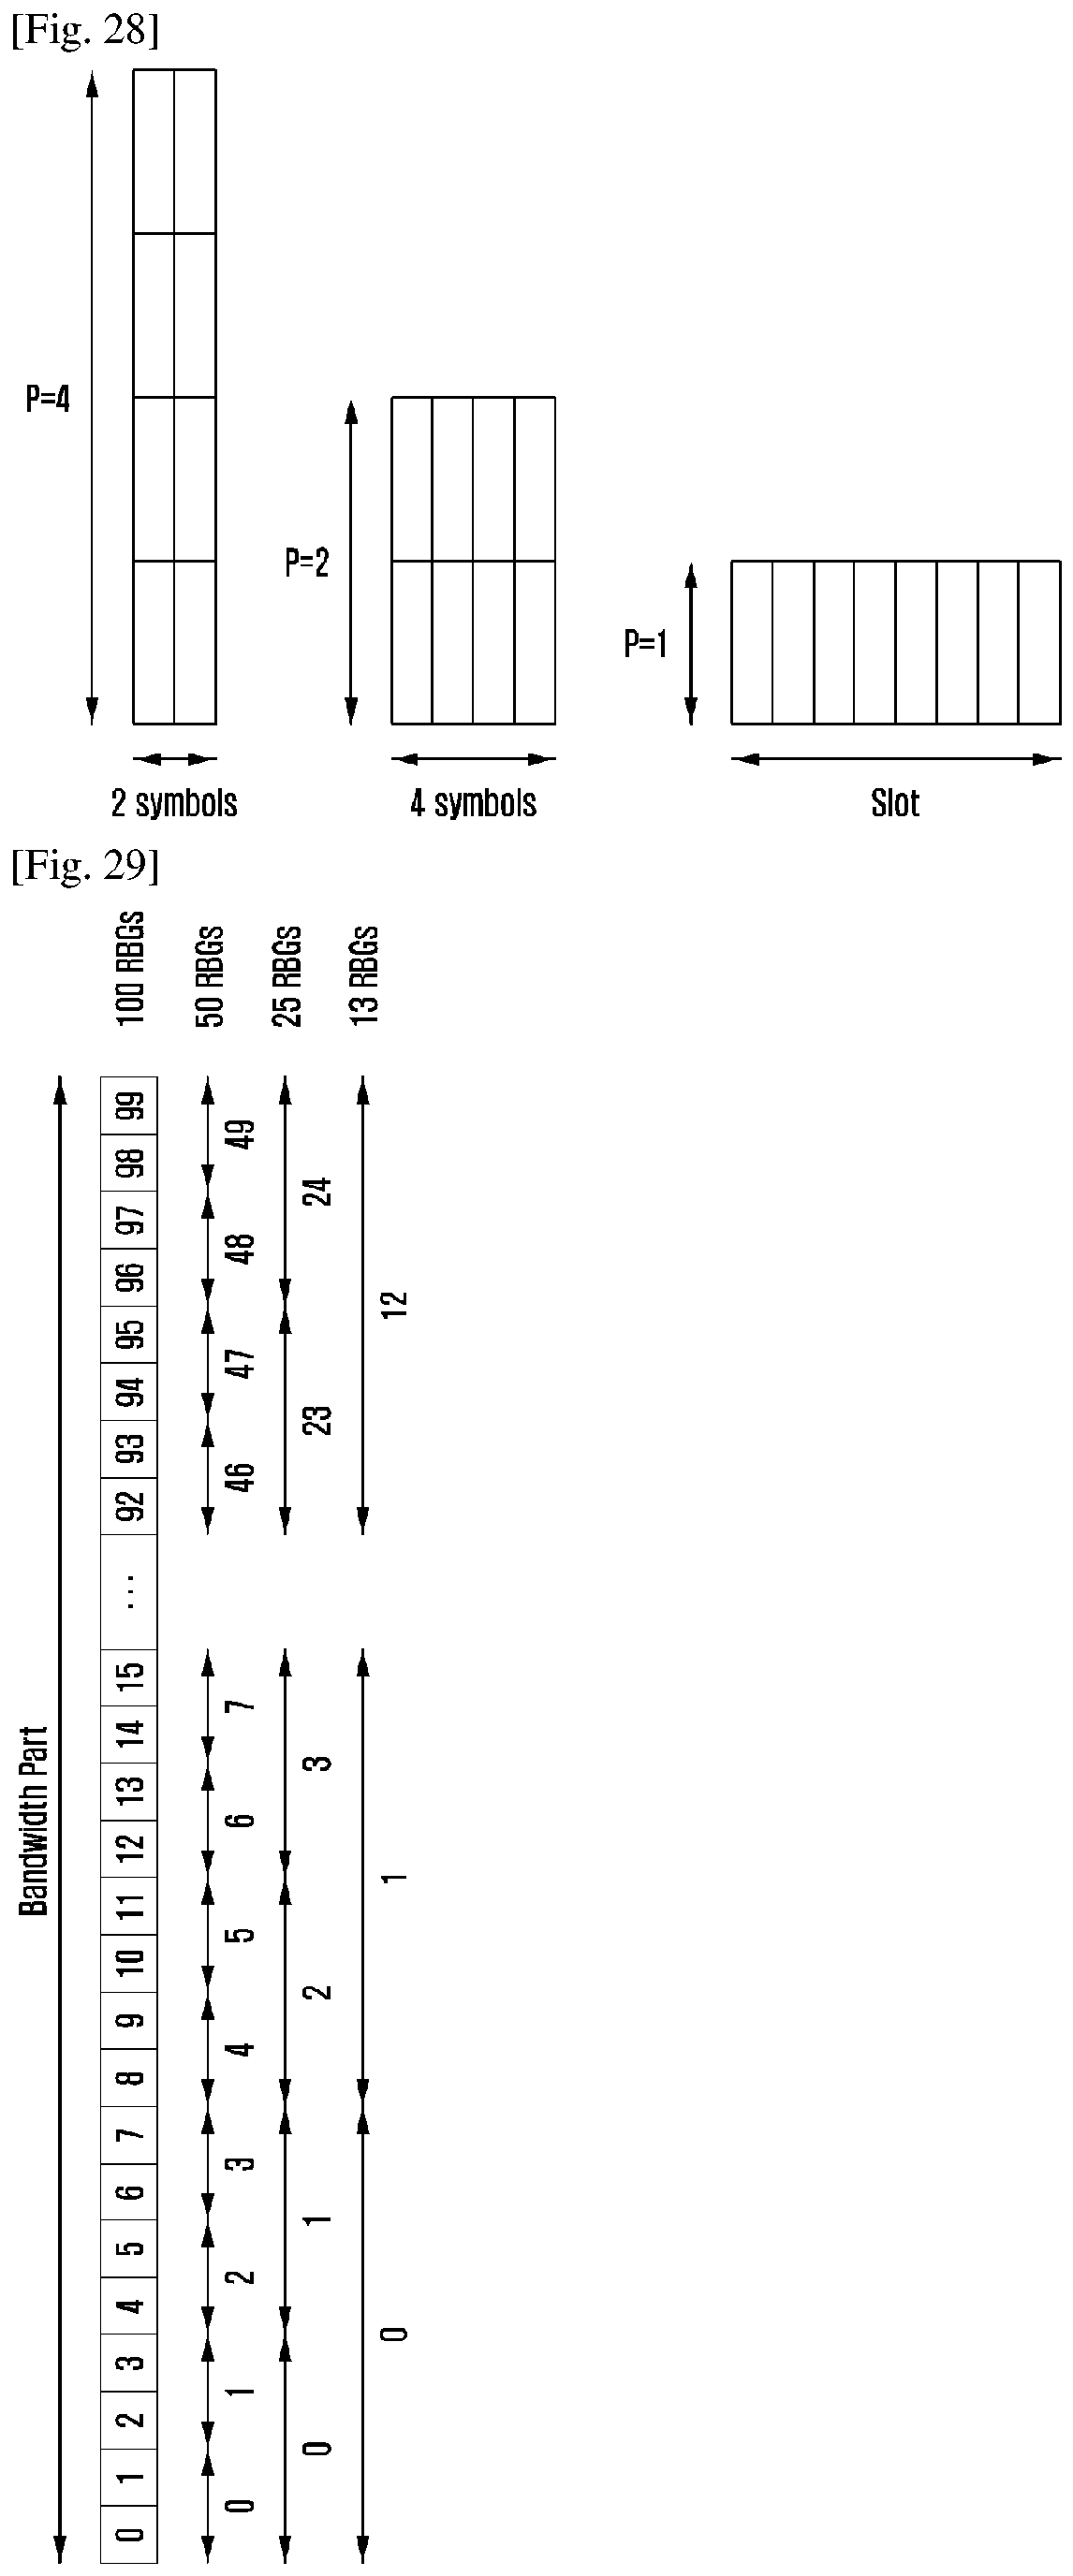 [Fig. 28]
P=4
P=2
P=1
2 symbols
4 symbols
Slot
[Fig. 29]
Bandwidth Part
0 1 2 3 4 5 6 7 8 9 10 11 12 13 14 15 ... 92 93 94 95 96 97 98 99 100 RBGs
0 1 2 3 4 5 6 7 46 47 48 49 50 RBGs
0 1 2 3 23 24 25 RBGs
0 1 12 13 RBGs